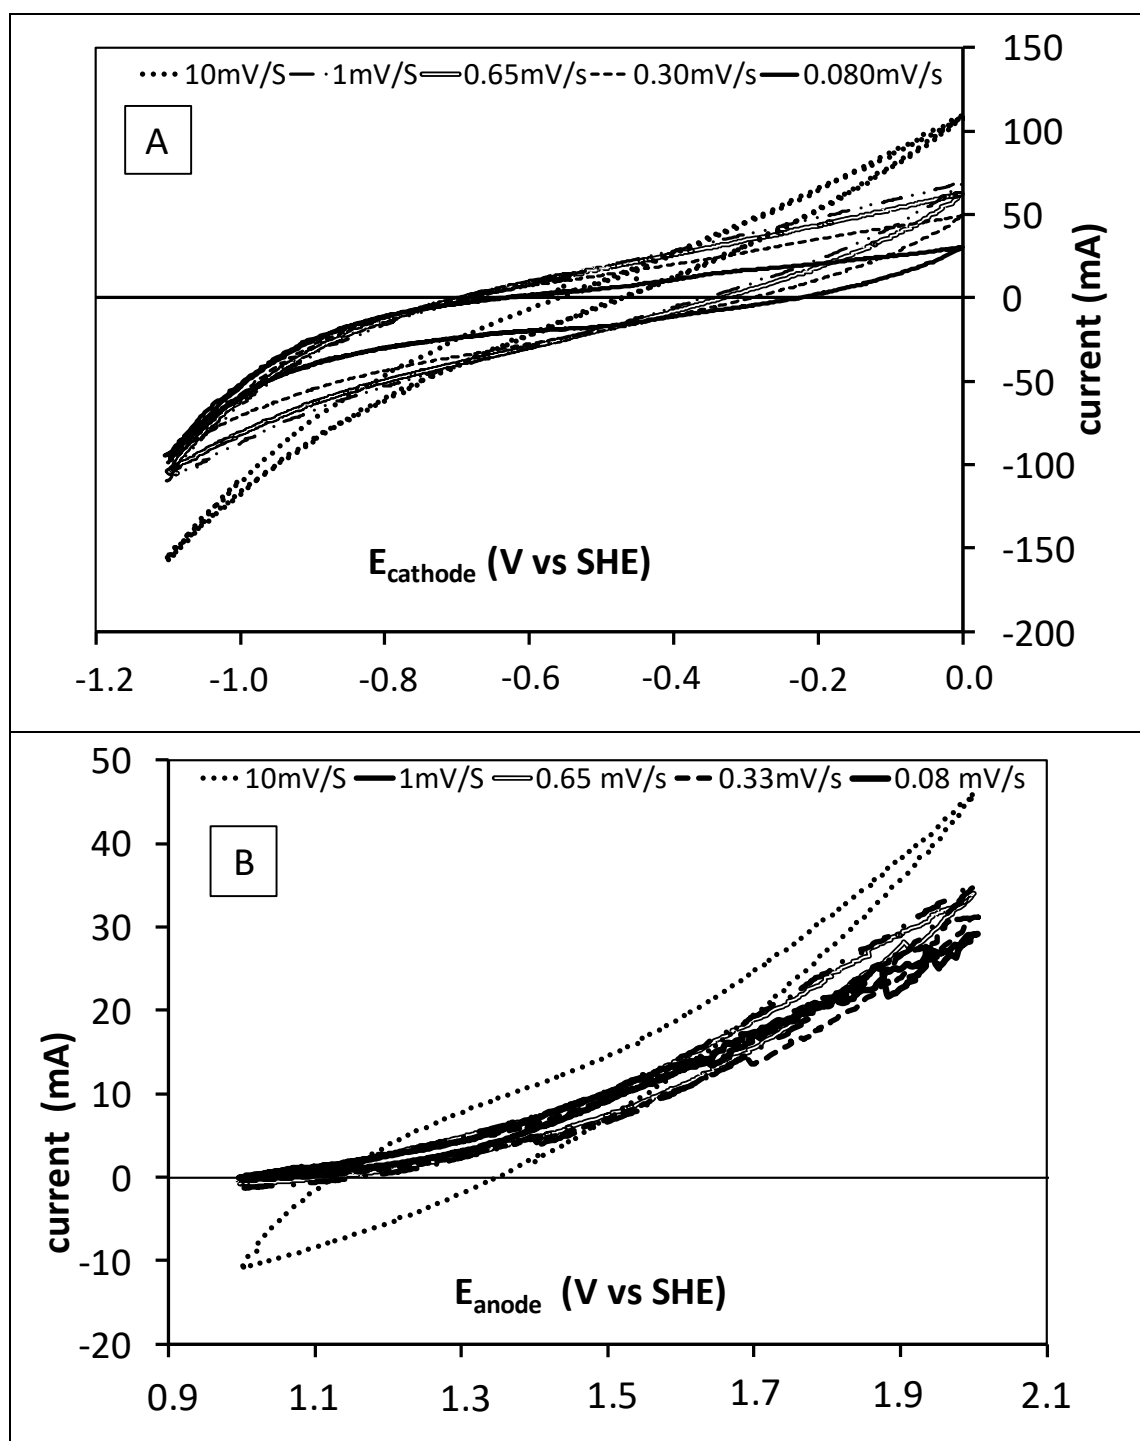 150
10mV/S 1mV/S 0.65mV/s 0.30mV/s 0.080mV/s
A
100
50
0
-50
-100
-150
-200
current (mA)
E_cathode (V vs SHE)
-1.2 -1.0 -0.8 -0.6 -0.4 -0.2 0.0
50
10mV/S 1mV/S 0.65 mV/s 0.33mV/s 0.08 mV/s
B
40
30
20
10
0
-10
-20
current (mA)
E_anode (V vs SHE)
0.9 1.1 1.3 1.5 1.7 1.9 2.1